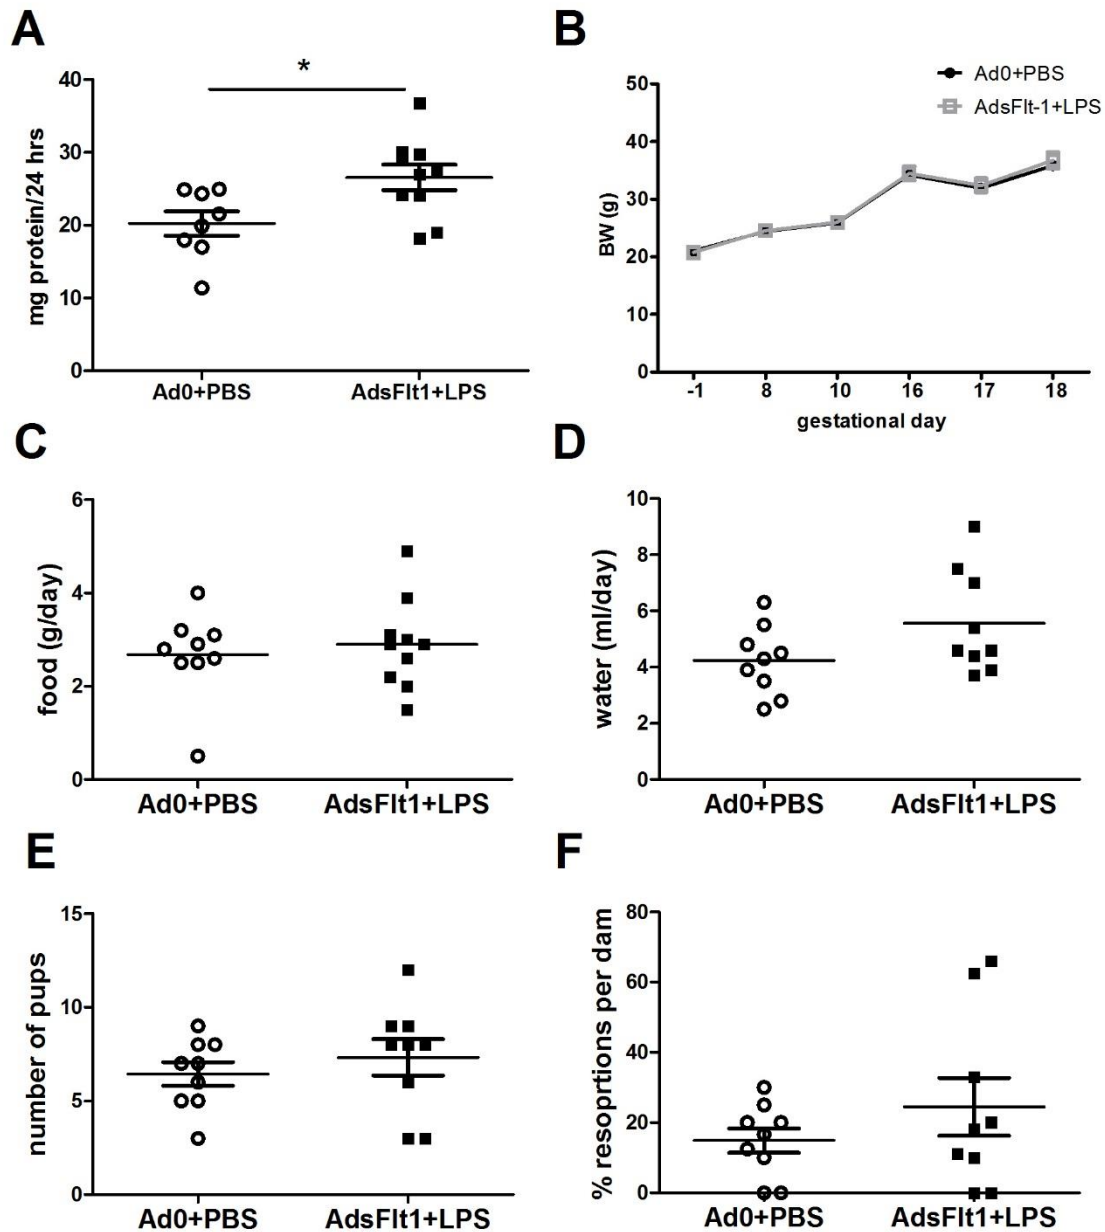 A
*
mg protein/24 hrs
40
30
20
10
0
Ad0+PBS
AdsFlt1+LPS
B
Ad0+PBS
AdsFlt-1+LPS
BW (g)
50
40
30
20
10
0
-1 8 10 16 17 18
gestational day
C
food (g/day)
6
4
2
0
Ad0+PBS
AdsFlt1+LPS
D
water (ml/day)
10
8
6
4
2
0
Ad0+PBS
AdsFlt1+LPS
E
number of pups
15
10
5
0
Ad0+PBS
AdsFlt1+LPS
F
% resoprtions per dam
80
60
40
20
0
Ad0+PBS
AdsFlt1+LPS